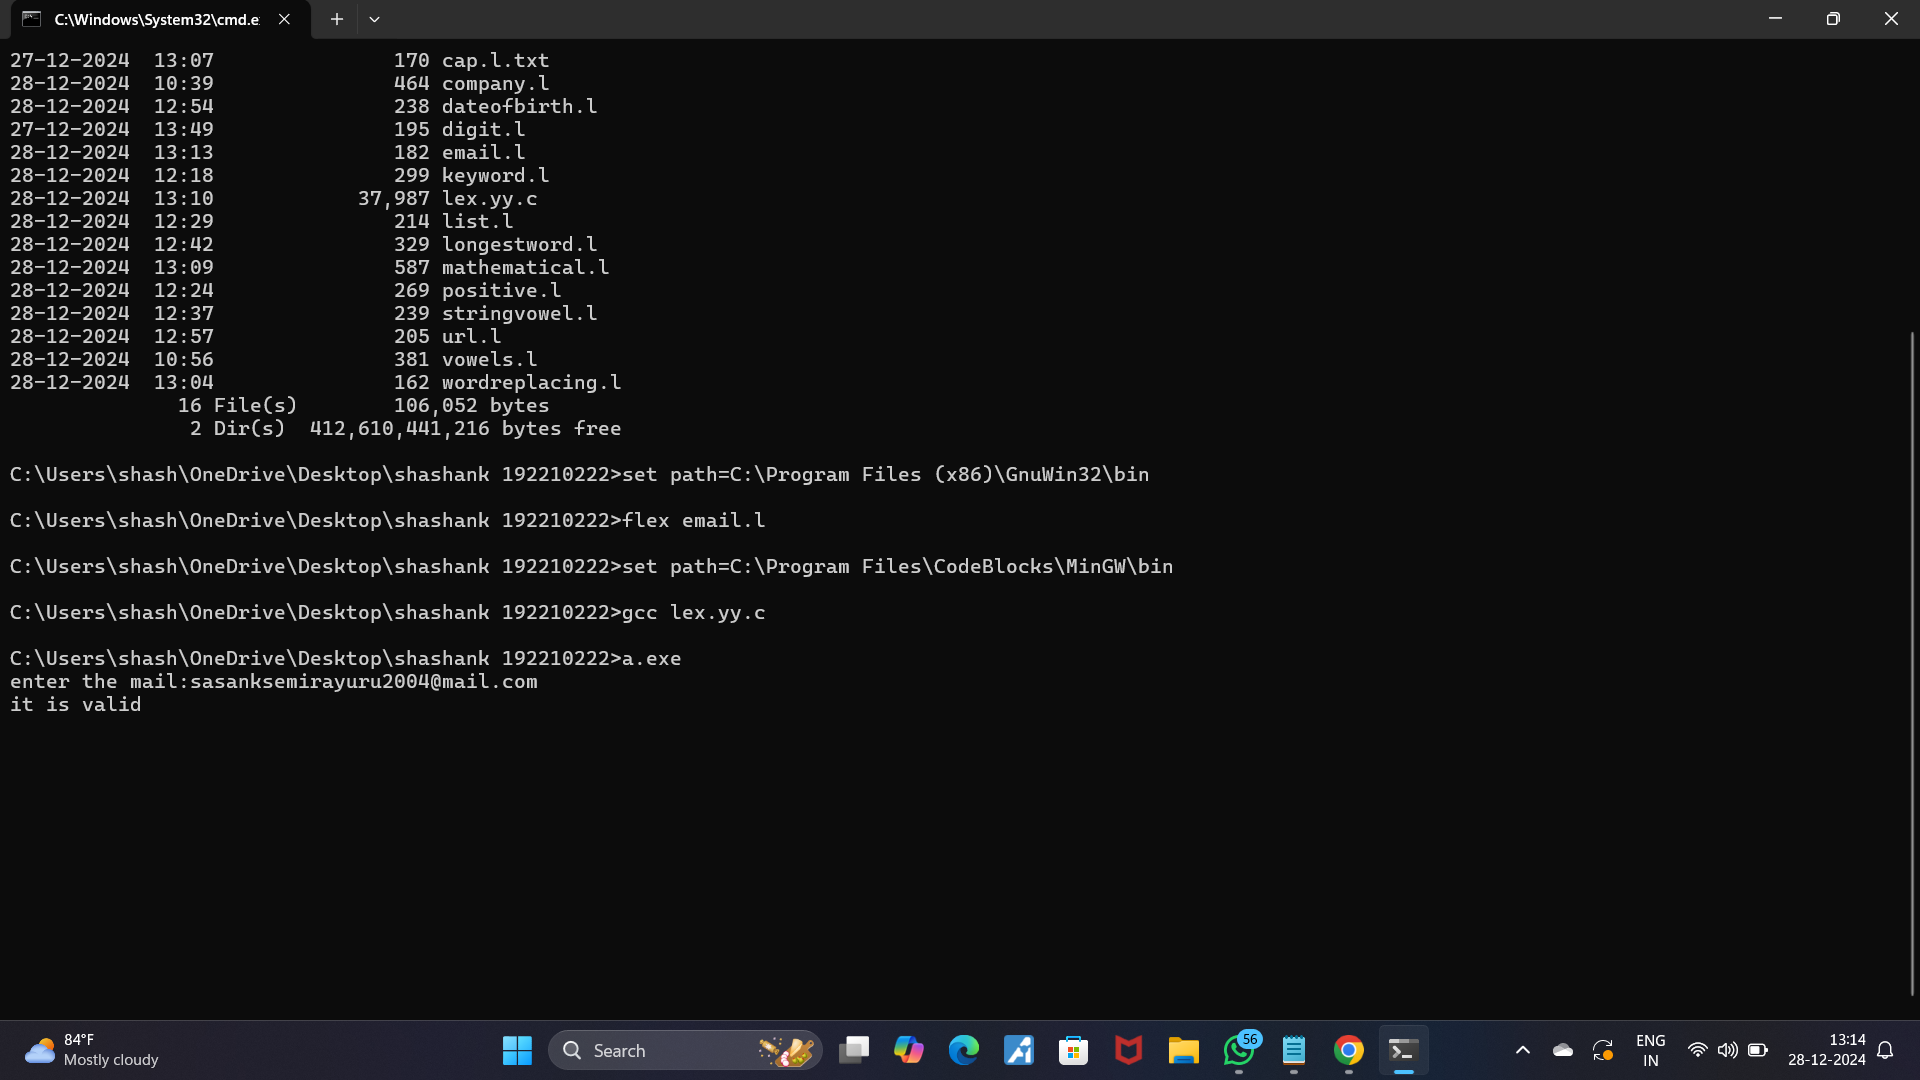 C:\Windows\System32\cmd.e
27-12-2024  13:07               170 cap.l.txt
28-12-2024  10:39               464 company.l
28-12-2024  12:54               238 dateofbirth.l
27-12-2024  13:49               195 digit.l
28-12-2024  13:13               182 email.l
28-12-2024  12:18               299 keyword.l
28-12-2024  13:10            37,987 lex.yy.c
28-12-2024  12:29               214 list.l
28-12-2024  12:42               329 longestword.l
28-12-2024  13:09               587 mathematical.l
28-12-2024  12:24               269 positive.l
28-12-2024  12:37               239 stringvowel.l
28-12-2024  12:57               205 url.l
28-12-2024  10:56               381 vowels.l
28-12-2024  13:04               162 wordreplacing.l
16 File(s)        106,052 bytes
2 Dir(s)  412,610,441,216 bytes free
C:\Users\shash\OneDrive\Desktop\shashank 192210222>set path=C:\Program Files (x86)\GnuWin32\bin
C:\Users\shash\OneDrive\Desktop\shashank 192210222>flex email.l
C:\Users\shash\OneDrive\Desktop\shashank 192210222>set path=C:\Program Files\CodeBlocks\MinGW\bin
C:\Users\shash\OneDrive\Desktop\shashank 192210222>gcc lex.yy.c
C:\Users\shash\OneDrive\Desktop\shashank 192210222>a.exe
enter the mail:sasanksemirayuru2004@mail.com
it is valid
84°F
Mostly cloudy
Search
56
ENG
IN
13:14
28-12-2024